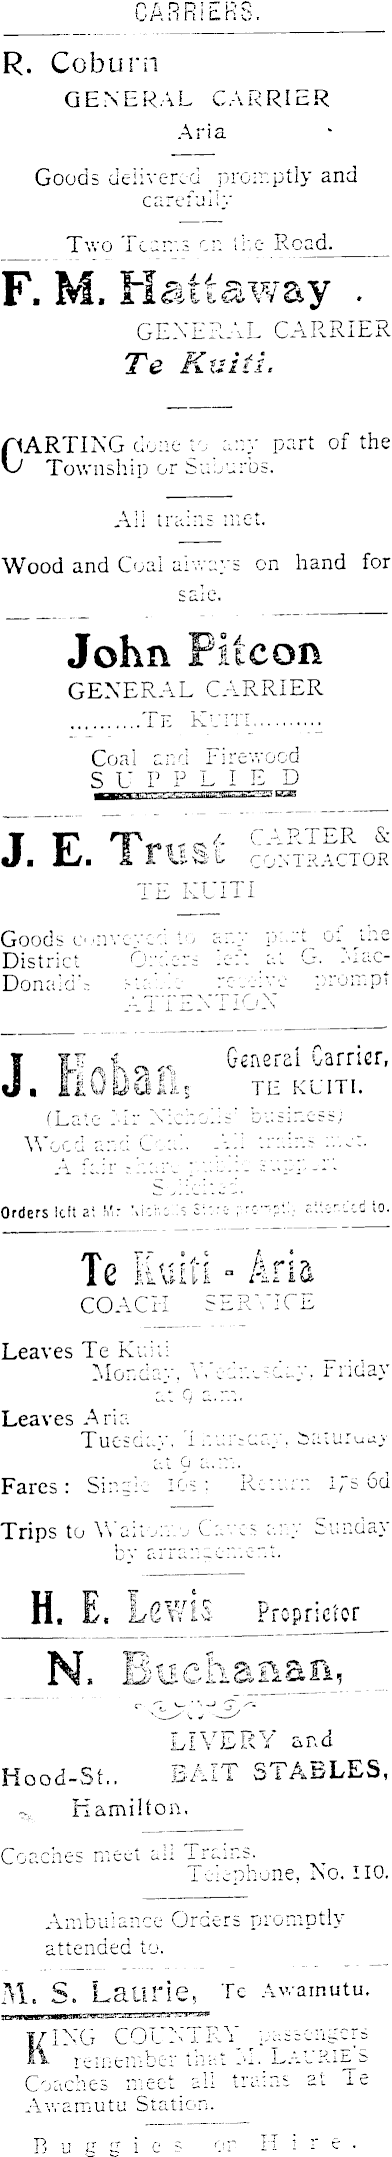 CARRIERS.
R. Coburn
GENERAL CARRIER
Aria
Goods delivered promptly and
carefully
Two Teams on the Road.
F. M. Hattaway .
GENERAL CARRIER
Te Kuiti.
CARTING done to any part of the
Township or Suburbs.
All trains met.
Wood and Coal always on hand for
sale.
John Pitcon
GENERAL CARRIER
..........TE KUITI..........
Coal and Firewood
SUPPLIED
J. E. Trust CARTER &
CONTRACTOR
TE KUITI
Goods conveyed to any part of the
District Orders left at G. Mac-
Donald's stable receive prompt
ATTENTION
J. Hoban, General Carrier,
TE KUITI.
(Late Mr Nicholls' business)
Wood and Coal. All trains met.
A fair share public support
Solicited.
Orders left at Mr Nicholls Store promptly attended to.
Te Kuiti - Aria
COACH SERVICE
Leaves Te Kuiti
Monday, Wednesday, Friday
at 9 a.m.
Leaves Aria
Tuesday, Thursday, Saturday
at 9 a.m.
Fares: Single 10s; Return 17s 6d
Trips to Waitomo Caves any Sunday
by arrangement.
H. E. Lewis Proprietor
N. Buchanan,
LIVERY and
Hood-St., BAIT STABLES,
Hamilton.
Coaches meet all Trains.
Telephone, No. 110.
Ambulance Orders promptly
attended to.
M. S. Laurie, Te Awamutu.
KING COUNTRY passengers
remember that M. LAURIE'S
Coaches meet all trains at Te
Awamutu Station.
Buggies or Hire.